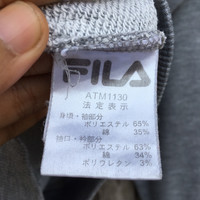 FILA
ATM1130
法定表示
身頃・袖部分
ポリエステル 65%
綿 35%
袖口・衿部分
ポリエステル 63%
綿 34%
ポリウレタン 3%